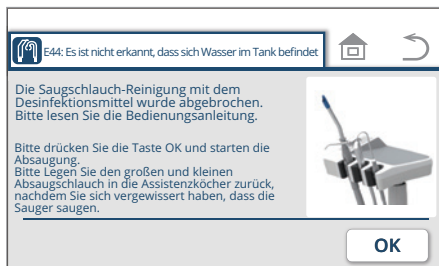 E44: Es ist nicht erkannt, dass sich Wasser im Tank befindet
Die Saugschlauch-Reinigung mit dem
Desinfektionsmittel wurde abgebrochen.
Bitte lesen Sie die Bedienungsanleitung.
Bitte drücken Sie die Taste OK und starten die
Absaugung.
Bitte Legen Sie den großen und kleinen
Absaugschlauch in die Assistenzköcher zurück,
nachdem Sie sich vergewissert haben, dass die
Sauger saugen.
OK